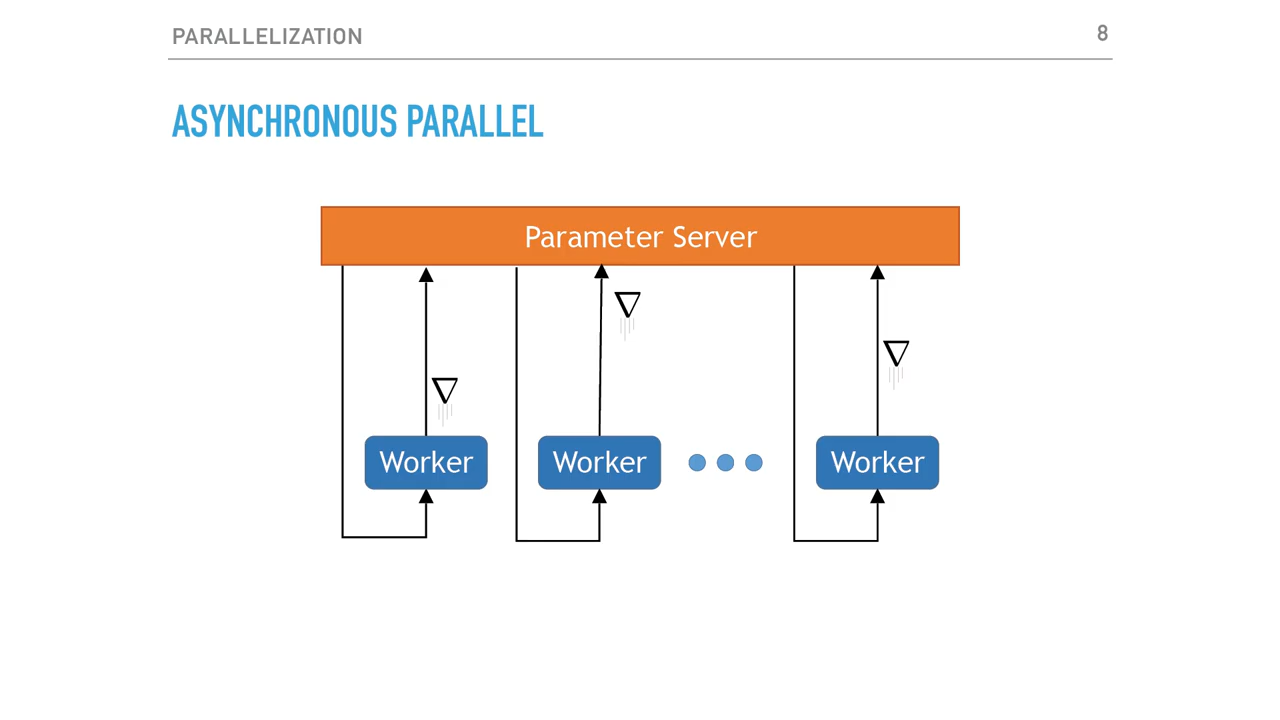 PARALLELIZATION
8
ASYNCHRONOUS PARALLEL
Parameter Server
∇
∇
∇
Worker
Worker
Worker